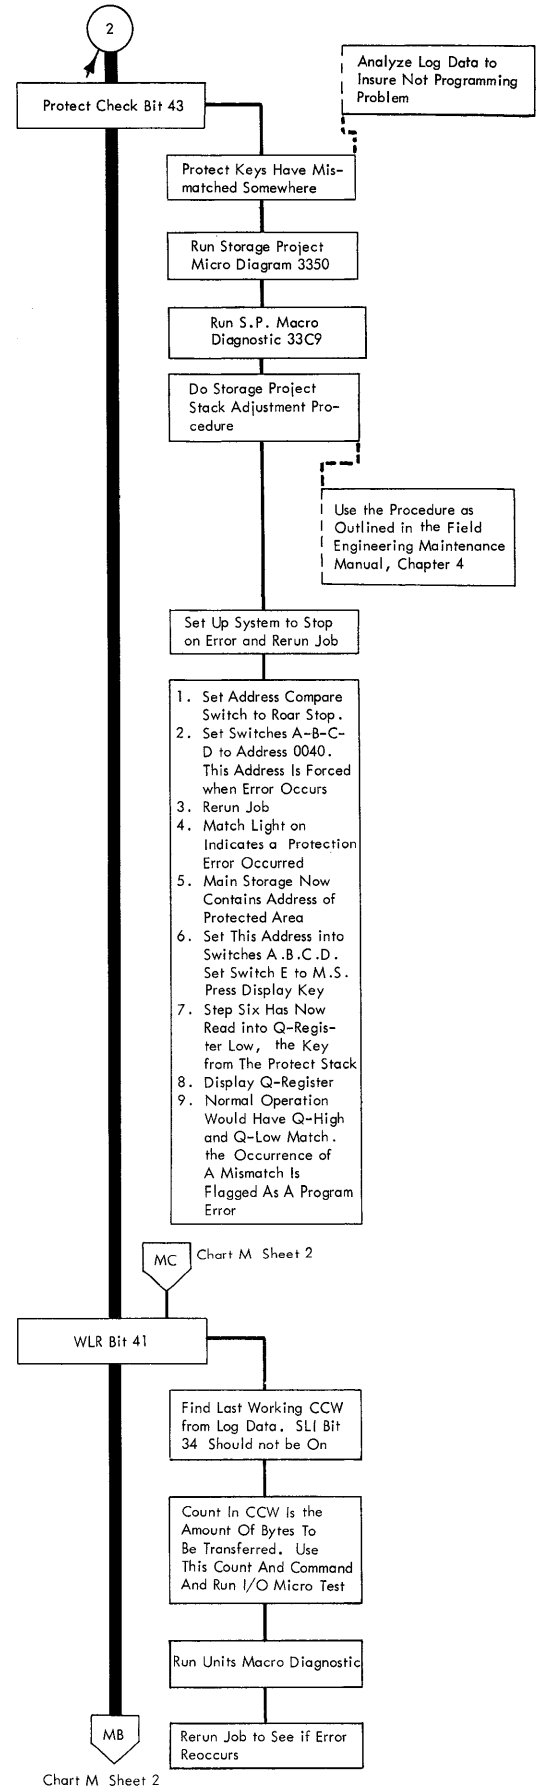 2
Analyze Log Data to
Insure Not Programming
Problem
Protect Check Bit 43
Protect Keys Have Mis-
matched Somewhere
Run Storage Project
Micro Diagram 3350
Run S.P. Macro
Diagnostic 33C9
Do Storage Project
Stack Adjustment Pro-
cedure
Use the Procedure as
Outlined in the Field
Engineering Maintenance
Manual, Chapter 4
Set Up System to Stop
on Error and Rerun Job
1. Set Address Compare
Switch to Roar Stop.
2. Set Switches A-B-C-
D to Address 0040.
This Address Is Forced
when Error Occurs
3. Rerun Job
4. Match Light on
Indicates a Protection
Error Occurred
5. Main Storage Now
Contains Address of
Protected Area
6. Set This Address into
Switches A.B.C.D.
Set Switch E to M.S.
Press Display Key
7. Step Six Has Now
Read into Q-Regis-
ter Low, the Key
from The Protect Stack
8. Display Q-Register
9. Normal Operation
Would Have Q-High
and Q-Low Match.
the Occurrence of
A Mismatch Is
Flagged As A Program
Error
MC
Chart M Sheet 2
WLR Bit 41
Find Last Working CCW
from Log Data. SLI Bit
34 Should not be On
Count In CCW Is the
Amount Of Bytes To
Be Transferred. Use
This Count And Command
And Run I/O Micro Test
Run Units Macro Diagnostic
MB
Rerun Job to See if Error
Reoccurs
Chart M Sheet 2